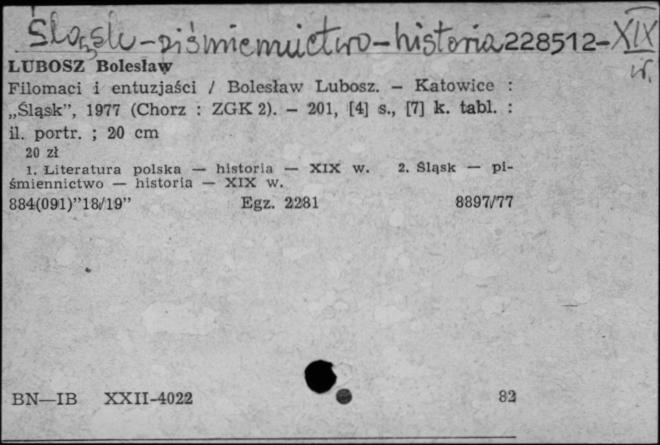 Śląsk-piśmiennictwo-historia 228512-XIX w.
LUBOSZ Bolesław
Filomaci i entuzjaści / Bolesław Lubosz. – Katowice :
„Śląsk”, 1977 (Chorz : ZGK 2). – 201, [4] s., [7] k. tabl. :
il. portr. ; 20 cm
20 zł
1. Literatura polska — historia — XIX w. 2. Śląsk — pi-
śmiennictwo — historia — XIX w.
884(091)”18/19” Egz. 2281 8897/77
BN—IB XXII-4022 82